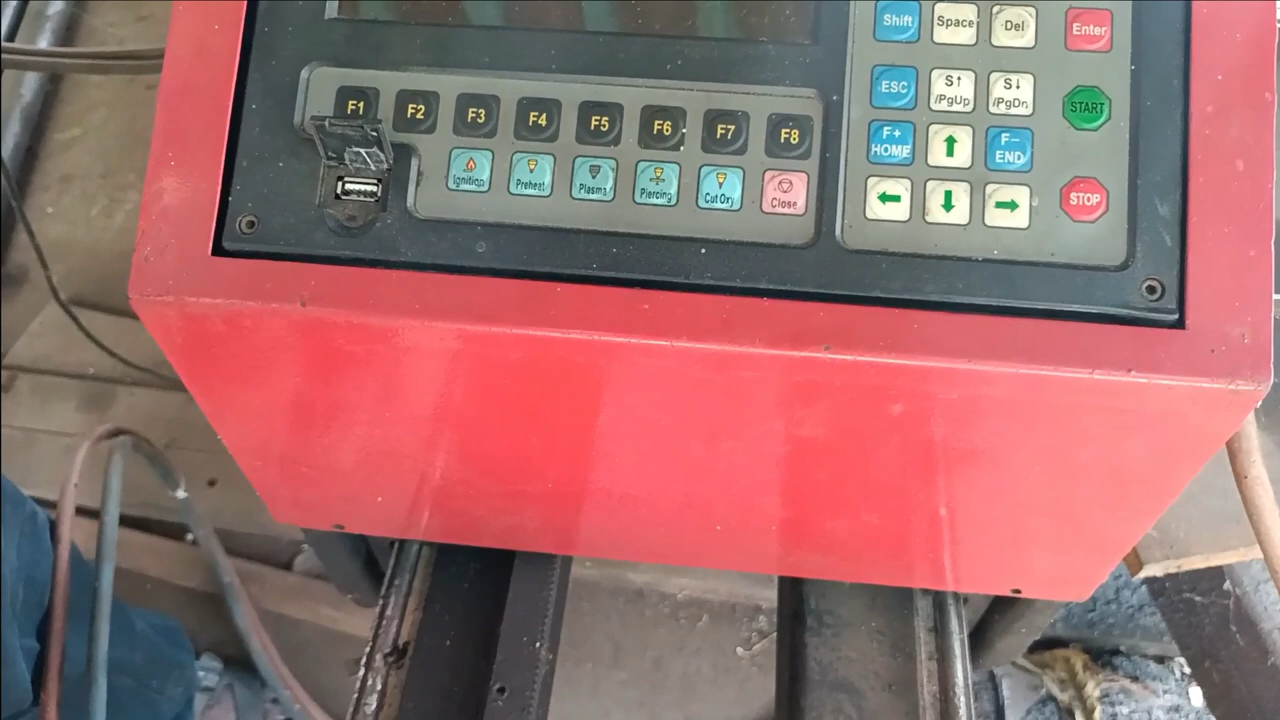 Shift Space Del Enter
ESC S↑ /PgUp S↓ /PgDn START
F+ HOME ↑ F- END
← ↓ → STOP
F1 F2 F3 F4 F5 F6 F7 F8
Ignition Preheat Plasma Piercing Cut Oxy Close